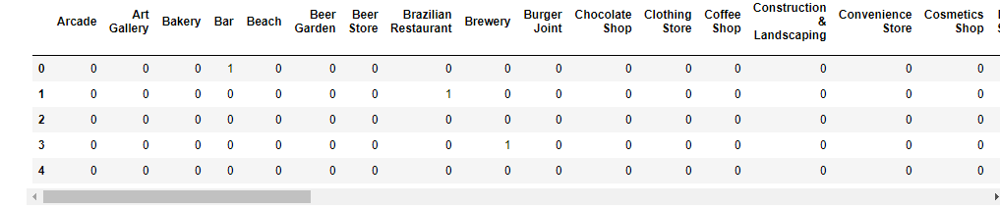 Arcade Art Gallery Bakery Bar Beach Beer Garden Beer Store Brazilian Restaurant Brewery Burger Joint Chocolate Shop Clothing Store Coffee Shop Construction & Landscaping Convenience Store Cosmetics Shop
0 0 0 0 1 0 0 0 0 0 0 0 0 0 0 0 0
1 0 0 0 0 0 0 0 1 0 0 0 0 0 0 0 0
2 0 0 0 0 0 0 0 0 0 0 0 0 0 0 0 0
3 0 0 0 0 0 0 0 0 1 0 0 0 0 0 0 0
4 0 0 0 0 0 0 0 0 0 0 0 0 0 0 0 0